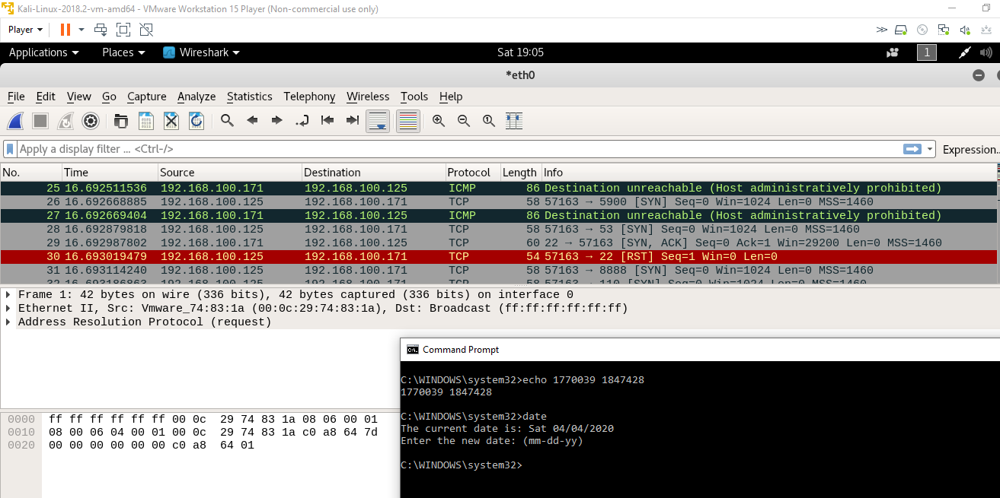 Kali-Linux-2018.2-vm-amd64 - VMware Workstation 15 Player (Non-commercial use only)
Player
Applications Places Wireshark Sat 19:05 1
*eth0
File Edit View Go Capture Analyze Statistics Telephony Wireless Tools Help
Apply a display filter ... <Ctrl-/> Expression..
No. Time Source Destination Protocol Length Info
25 16.692511536 192.168.100.171 192.168.100.125 ICMP 86 Destination unreachable (Host administratively prohibited)
26 16.692668885 192.168.100.125 192.168.100.171 TCP 58 57163 → 5900 [SYN] Seq=0 Win=1024 Len=0 MSS=1460
27 16.692669404 192.168.100.171 192.168.100.125 ICMP 86 Destination unreachable (Host administratively prohibited)
28 16.692879818 192.168.100.125 192.168.100.171 TCP 58 57163 → 53 [SYN] Seq=0 Win=1024 Len=0 MSS=1460
29 16.692987802 192.168.100.171 192.168.100.125 TCP 60 22 → 57163 [SYN, ACK] Seq=0 Ack=1 Win=29200 Len=0 MSS=1460
30 16.693019479 192.168.100.125 192.168.100.171 TCP 54 57163 → 22 [RST] Seq=1 Win=0 Len=0
31 16.693114240 192.168.100.125 192.168.100.171 TCP 58 57163 → 8888 [SYN] Seq=0 Win=1024 Len=0 MSS=1460
32 16.693186863 192.168.100.125 192.168.100.171 TCP 58 57163 → 110 [SYN] Seq=0 Win=1024 Len=0 MSS=1460
Frame 1: 42 bytes on wire (336 bits), 42 bytes captured (336 bits) on interface 0
Ethernet II, Src: Vmware_74:83:1a (00:0c:29:74:83:1a), Dst: Broadcast (ff:ff:ff:ff:ff:ff)
Address Resolution Protocol (request)
0000 ff ff ff ff ff ff 00 0c 29 74 83 1a 08 06 00 01
0010 08 00 06 04 00 01 00 0c 29 74 83 1a c0 a8 64 7d
0020 00 00 00 00 00 00 c0 a8 64 01
Command Prompt
C:\WINDOWS\system32>echo 1770039 1847428
1770039 1847428
C:\WINDOWS\system32>date
The current date is: Sat 04/04/2020
Enter the new date: (mm-dd-yy)
C:\WINDOWS\system32>